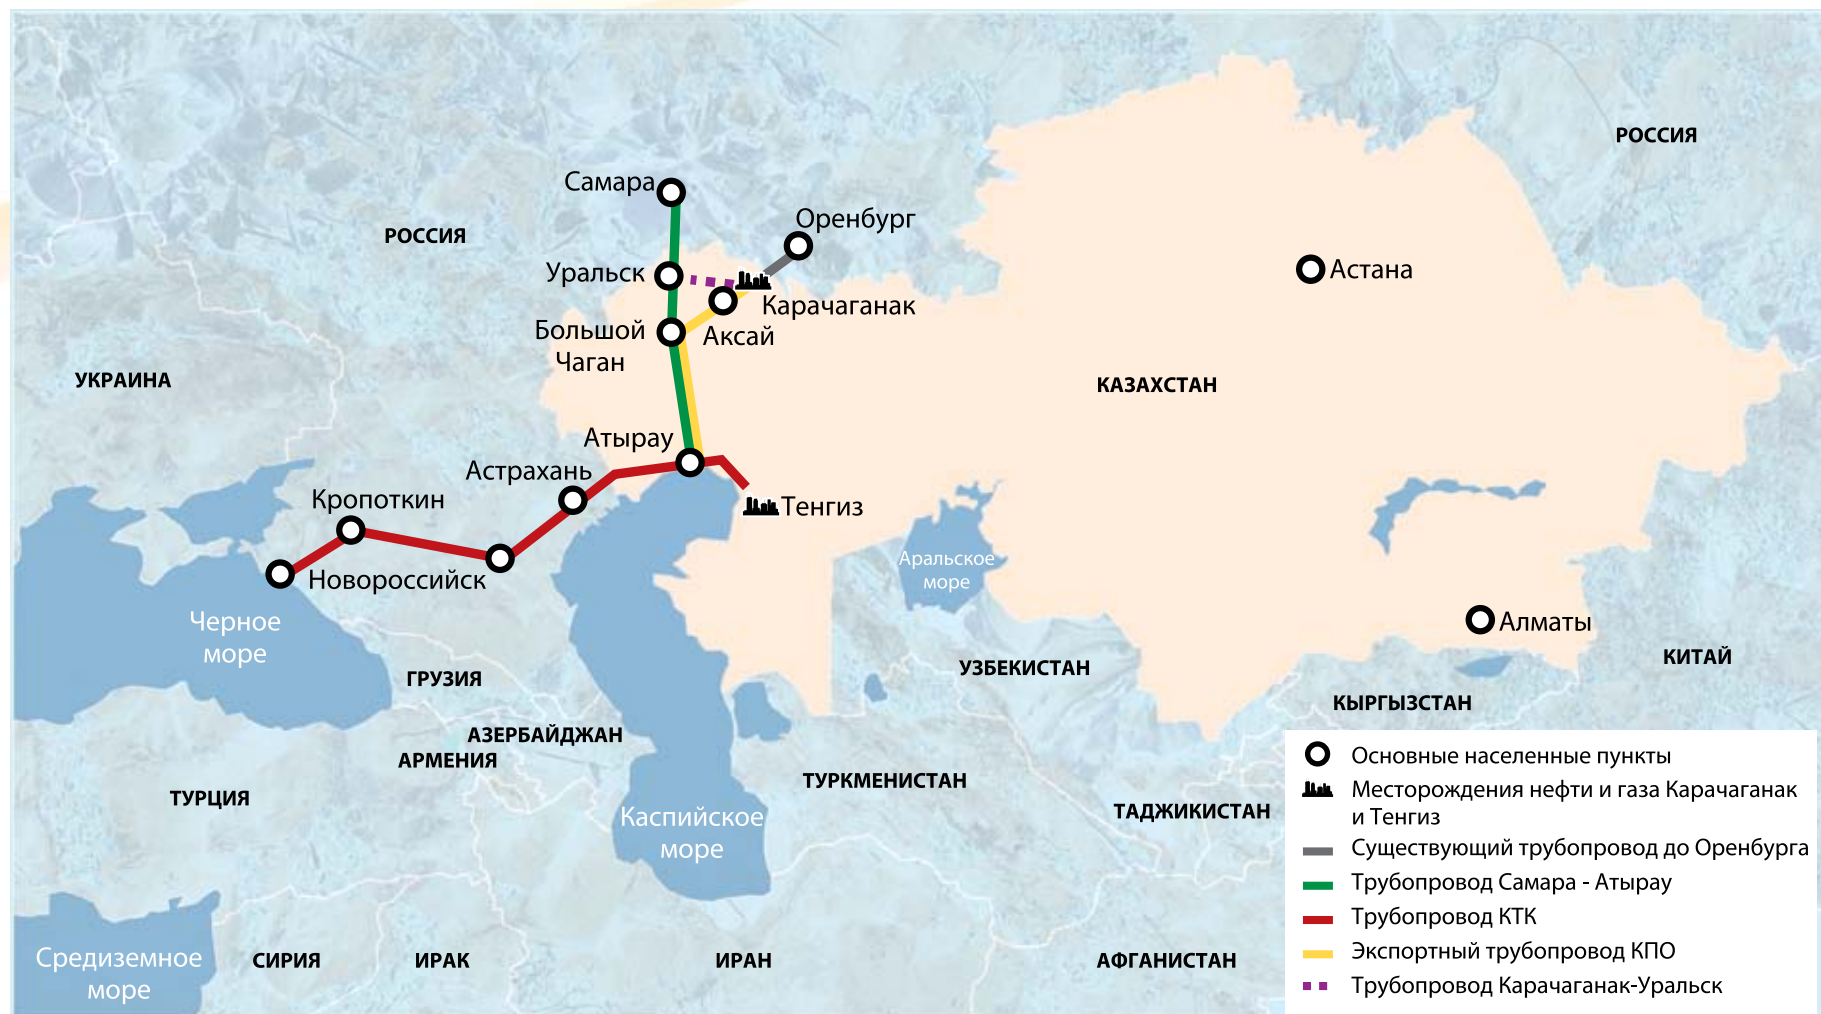 РОССИЯ
Самара
Оренбург
РОССИЯ
Уральск
Астана
Карачаганак
Большой
Чаган
Аксай
УКРАИНА
КАЗАХСТАН
Атырау
Астрахань
Кропоткин
Тенгиз
Аральское
море
Новороссийск
Черное
море
Алматы
КИТАЙ
УЗБЕКИСТАН
ГРУЗИЯ
КЫРГЫЗСТАН
АЗЕРБАЙДЖАН
АРМЕНИЯ
ТУРКМЕНИСТАН
ТУРЦИЯ
ТАДЖИКИСТАН
Каспийское
море
Средиземное
море
СИРИЯ
ИРАК
ИРАН
АФГАНИСТАН
Основные населенные пункты
Месторождения нефти и газа Карачаганак
и Тенгиз
Существующий трубопровод до Оренбурга
Трубопровод Самара - Атырау
Трубопровод КТК
Экспортный трубопровод КПО
Трубопровод Карачаганак-Уральск